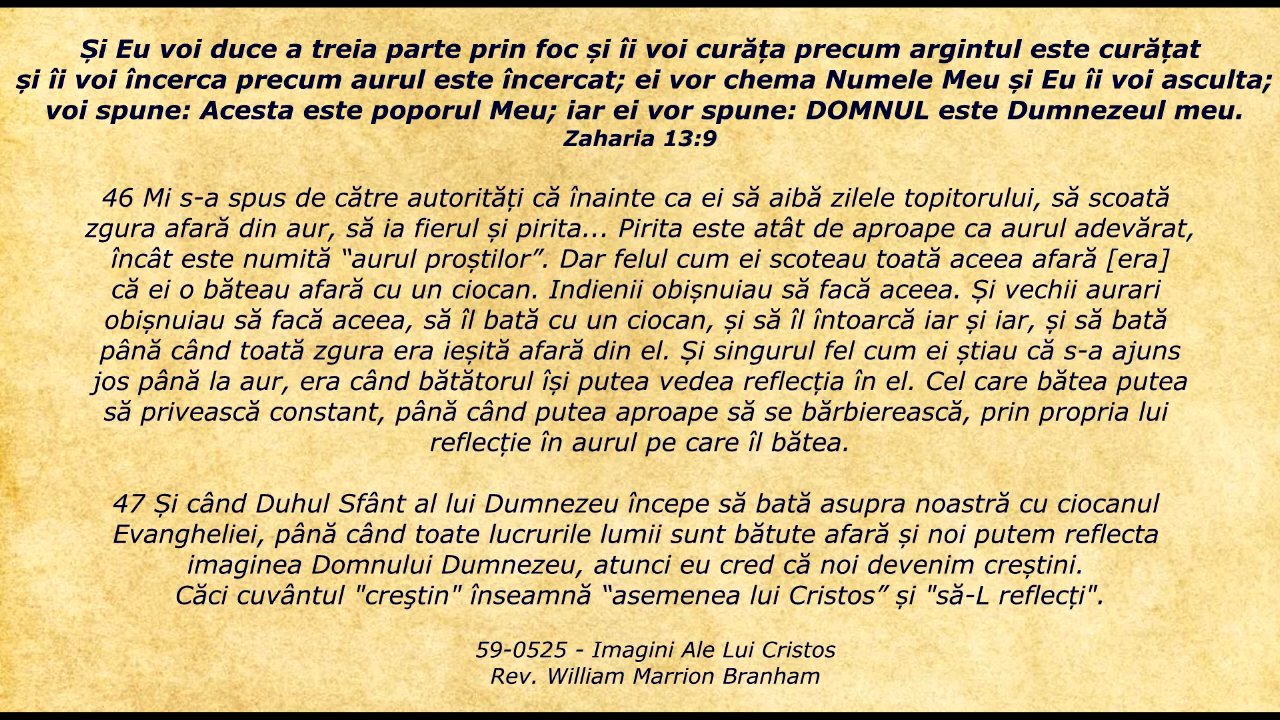 Și Eu voi duce a treia parte prin foc și îi voi curăța precum argintul este curățat
și îi voi încerca precum aurul este încercat; ei vor chema Numele Meu și Eu îi voi asculta;
voi spune: Acesta este poporul Meu; iar ei vor spune: DOMNUL este Dumnezeul meu.
Zaharia 13:9
46 Mi s-a spus de către autorități că înainte ca ei să aibă zilele topitorului, să scoată
zgura afară din aur, să ia fierul și pirita... Pirita este atât de aproape ca aurul adevărat,
încât este numită “aurul proștilor”. Dar felul cum ei scoteau toată aceea afară [era]
că ei o băteau afară cu un ciocan. Indienii obișnuiau să facă aceea. Și vechii aurari
obișnuiau să facă aceea, să îl bată cu un ciocan, și să îl întoarcă iar și iar, și să bată
până când toată zgura era ieșită afară din el. Și singurul fel cum ei știau că s-a ajuns
jos până la aur, era când bătătorul își putea vedea reflecția în el. Cel care bătea putea
să privească constant, până când putea aproape să se bărbierească, prin propria lui
reflecție în aurul pe care îl bătea.
47 Și când Duhul Sfânt al lui Dumnezeu începe să bată asupra noastră cu ciocanul
Evangheliei, până când toate lucrurile lumii sunt bătute afară și noi putem reflecta
imaginea Domnului Dumnezeu, atunci eu cred că noi devenim creștini.
Căci cuvântul "creştin" înseamnă “asemenea lui Cristos” și "să-L reflecți".
59-0525 - Imagini Ale Lui Cristos
Rev. William Marrion Branham